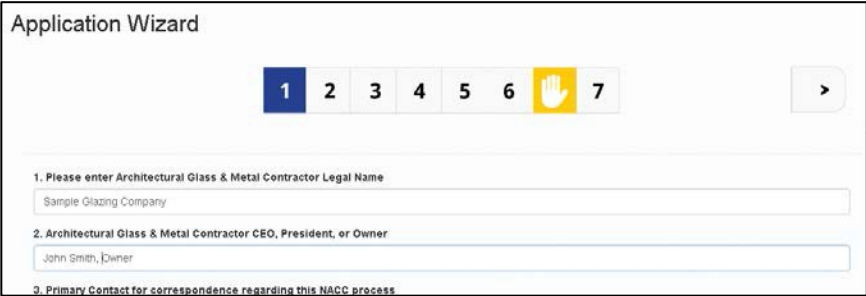 Application Wizard
1 2 3 4 5 6 7 >
1. Please enter Architectural Glass & Metal Contractor Legal Name
Sample Glazing Company
2. Architectural Glass & Metal Contractor CEO, President, or Owner
John Smith, Owner
3. Primary Contact for correspondence regarding this NACC process